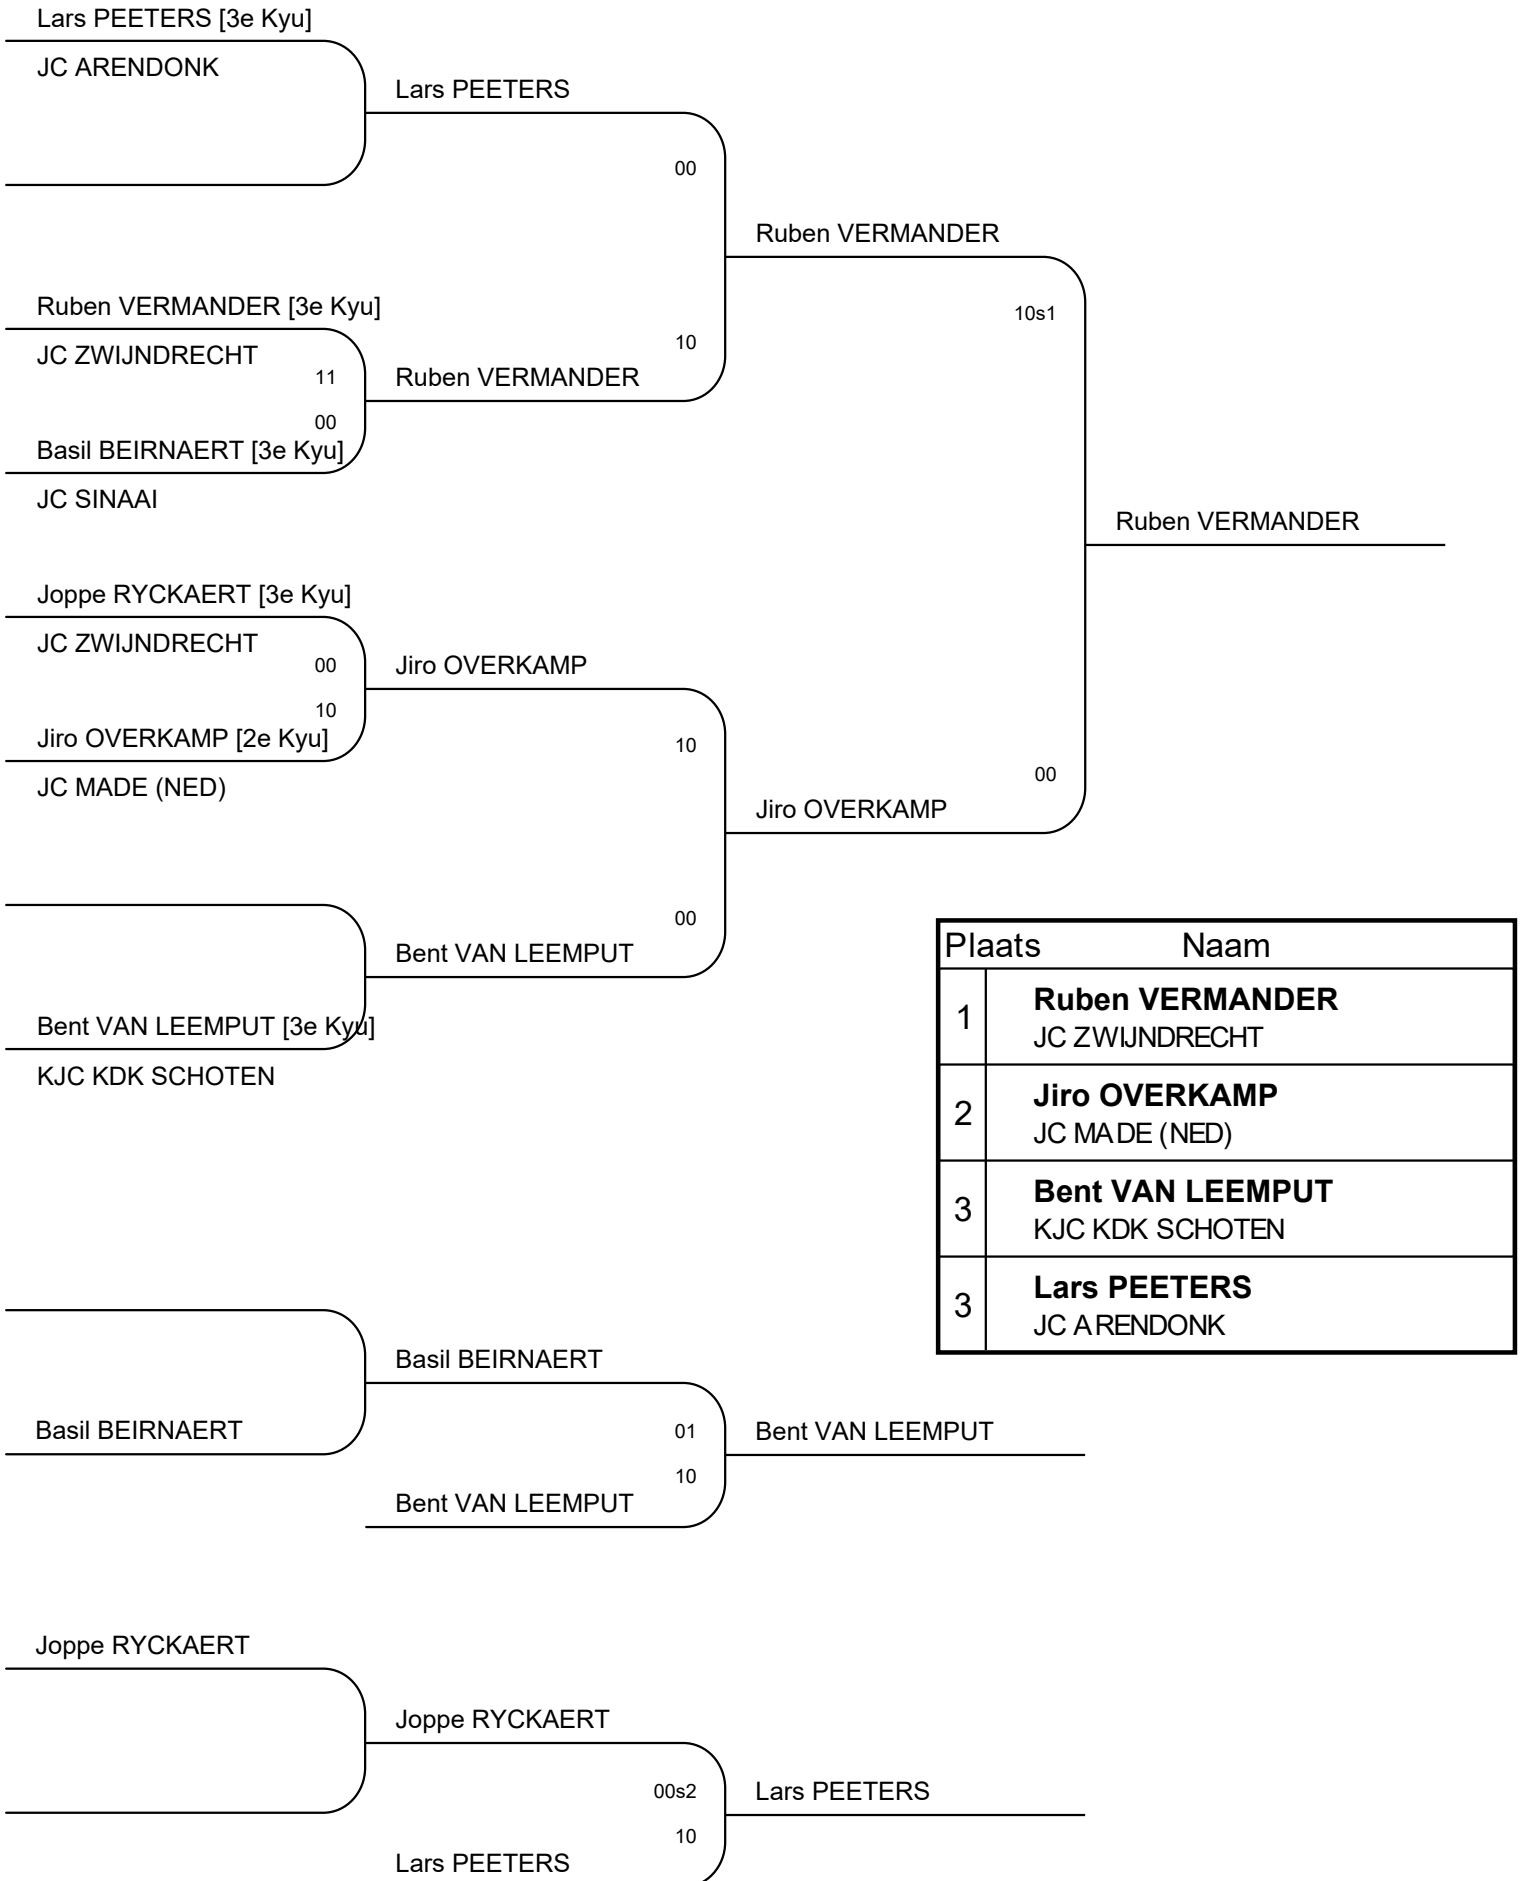 Lars PEETERS [3e Kyu]
JC ARENDONK
Lars PEETERS
00
Ruben VERMANDER
10s1
Ruben VERMANDER [3e Kyu]
JC ZWIJNDRECHT
11
10
Ruben VERMANDER
00
Basil BEIRNAERT [3e Kyu]
JC SINAAI
Ruben VERMANDER
Joppe RYCKAERT [3e Kyu]
JC ZWIJNDRECHT
00
Jiro OVERKAMP
10
Jiro OVERKAMP [2e Kyu]
10
JC MADE (NED)
00
Jiro OVERKAMP
00
Bent VAN LEEMPUT
Bent VAN LEEMPUT [3e Kyu]
KJC KDK SCHOTEN
Plaats Naam
1 Ruben VERMANDER
JC ZWIJNDRECHT
2 Jiro OVERKAMP
JC MADE (NED)
3 Bent VAN LEEMPUT
KJC KDK SCHOTEN
3 Lars PEETERS
JC ARENDONK
Basil BEIRNAERT
Basil BEIRNAERT
01
Bent VAN LEEMPUT
10
Bent VAN LEEMPUT
Joppe RYCKAERT
Joppe RYCKAERT
00s2
Lars PEETERS
10
Lars PEETERS